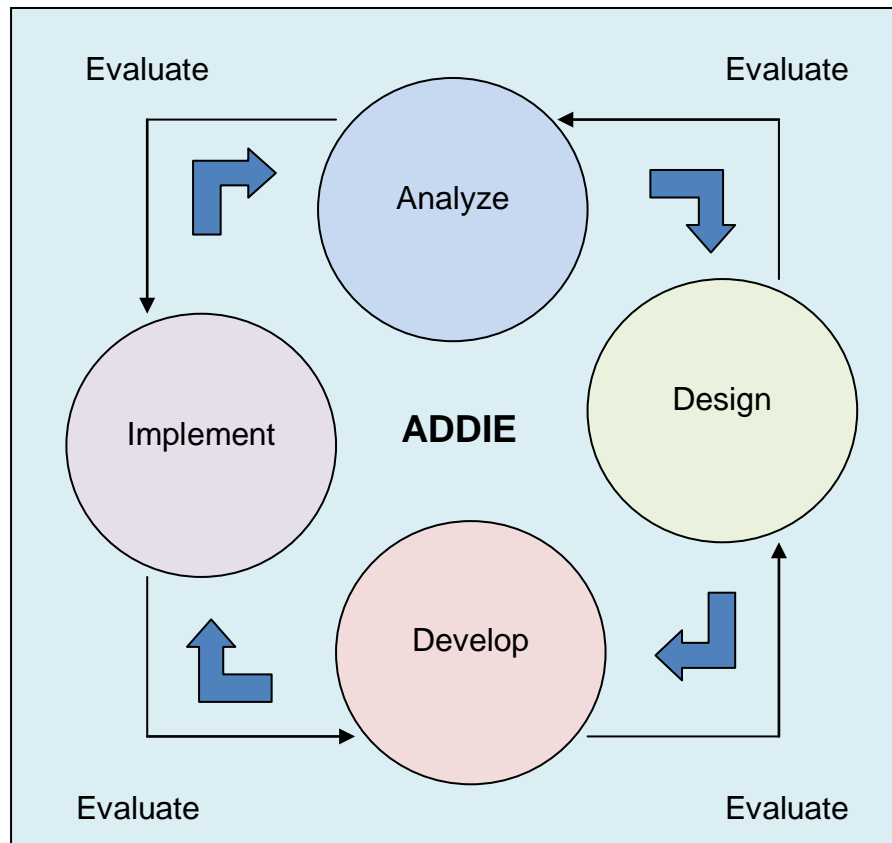 Evaluate
Evaluate
Analyze
Design
Implement
ADDIE
Develop
Evaluate
Evaluate